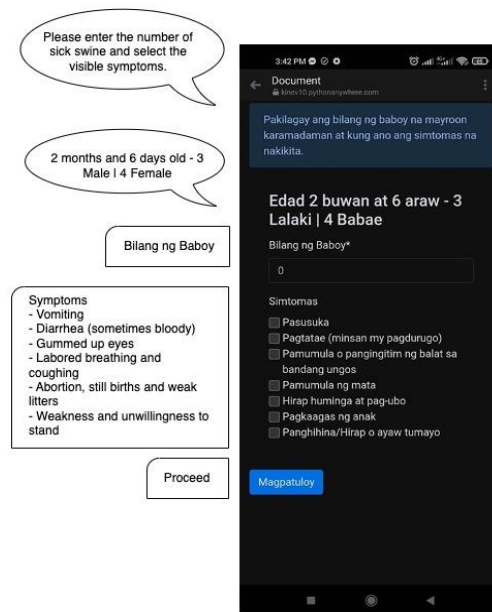 Please enter the number of
sick swine and select the
visible symptoms.
2 months and 6 days old - 3
Male | 4 Female
Bilang ng Baboy
Symptoms
- Vomiting
- Diarrhea (sometimes bloody)
- Gummed up eyes
- Labored breathing and
coughing
- Abortion, still births and weak
litters
- Weakness and unwillingness to
stand
Proceed
3:42 PM
Document
kinev10.pythonanywhere.com
Pakilagay ang bilang ng baboy na mayroon
karamadaman at kung ano ang simtomas na
nakikita.
Edad 2 buwan at 6 araw - 3
Lalaki | 4 Babae
Bilang ng Baboy*
0
Simtomas
Pasusuka
Pagtatae (minsan my pagdurugo)
Pamumula o pangingitim ng balat sa
bandang ungos
Pamumula ng mata
Hirap huminga at pag-ubo
Pagkaagas ng anak
Panghihina/Hirap o ayaw tumayo
Magpatuloy